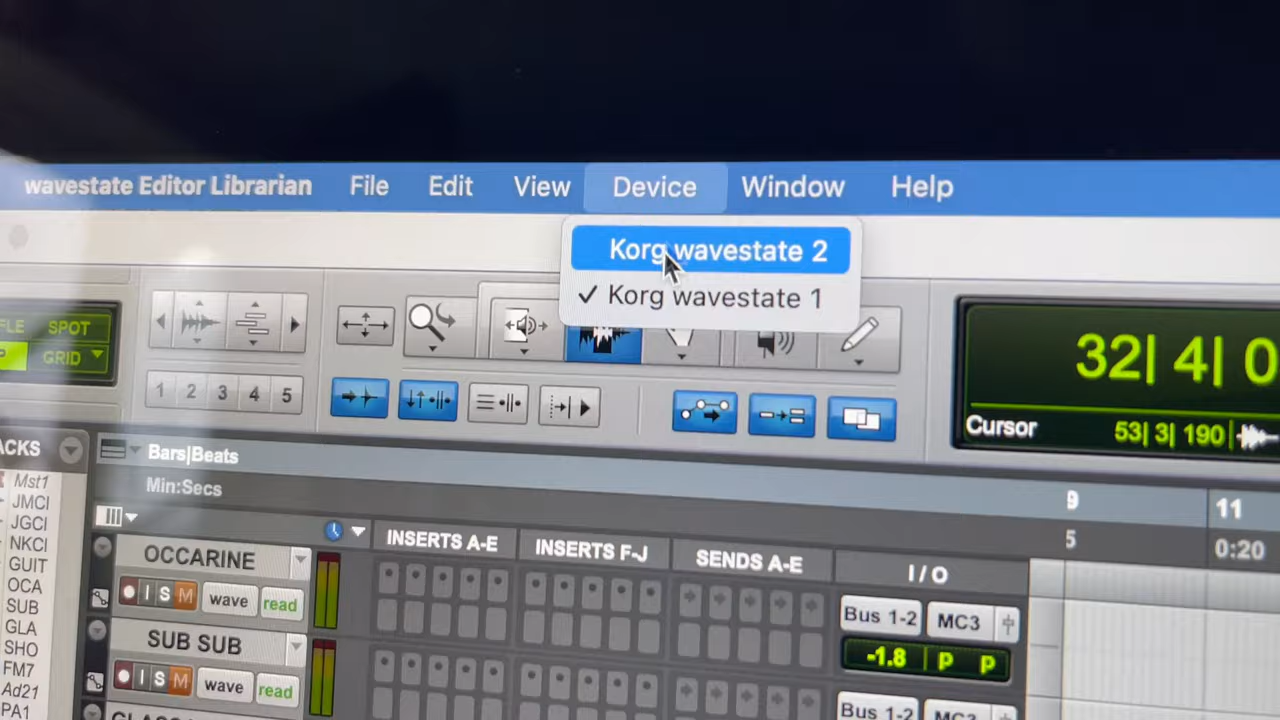 wavestate Editor Librarian File Edit View Device Window Help
Korg wavestate 2
✓ Korg wavestate 1
SPOT
GRID
32| 4| 0
1 2 3 4 5
Cursor 53| 3| 190
Bars|Beats
Min:Secs
9 11
5 0:20
Mst1
JMCI
JGCI
NKCI
GUIT
OCA
SUB
GLA
SHO
FM7
Ad21
PA1
INSERTS A-E INSERTS F-J SENDS A-E I / O
OCCARINE
I S M wave read
Bus 1-2 MC3
-1.8 P P
SUB SUB
I S M wave read
Bus 1-2 MC3